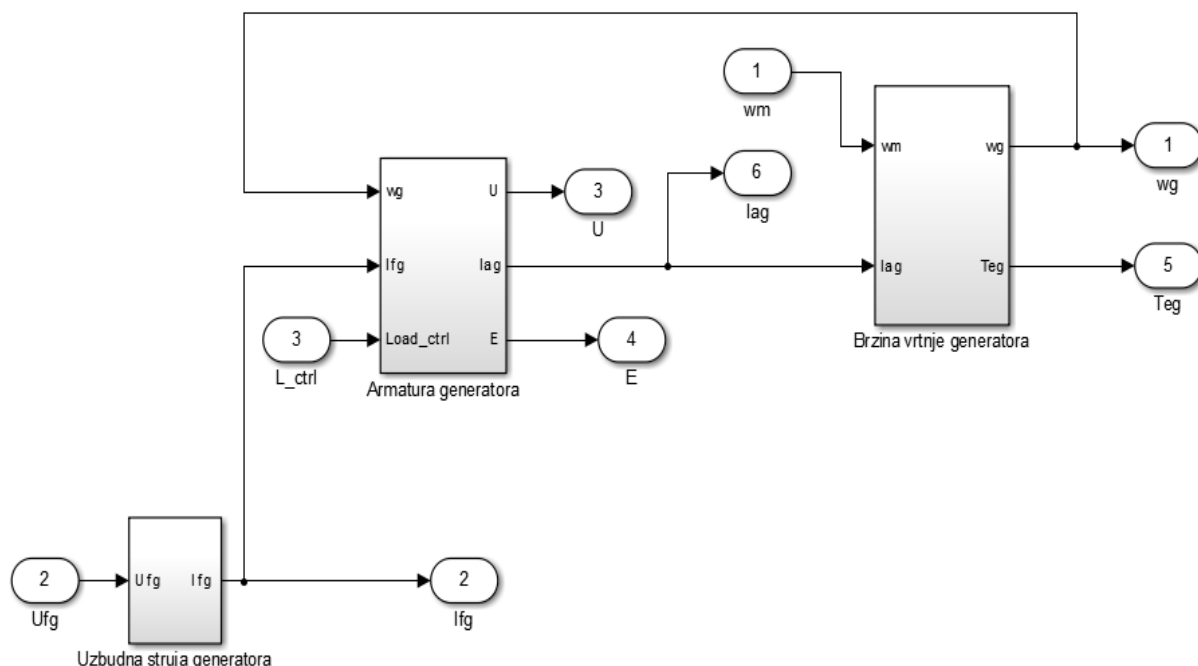 1
wm
wm
wg
1
wg
6
Iag
wg
U
3
U
Ifg
Iag
Iag
Teg
5
Teg
3
L_ctrl
Load_ctrl
E
4
E
Brzina vrtnje generatora
Armatura generatora
2
Ufg
Ufg
Ifg
2
Ifg
Uzbudna struja generatora